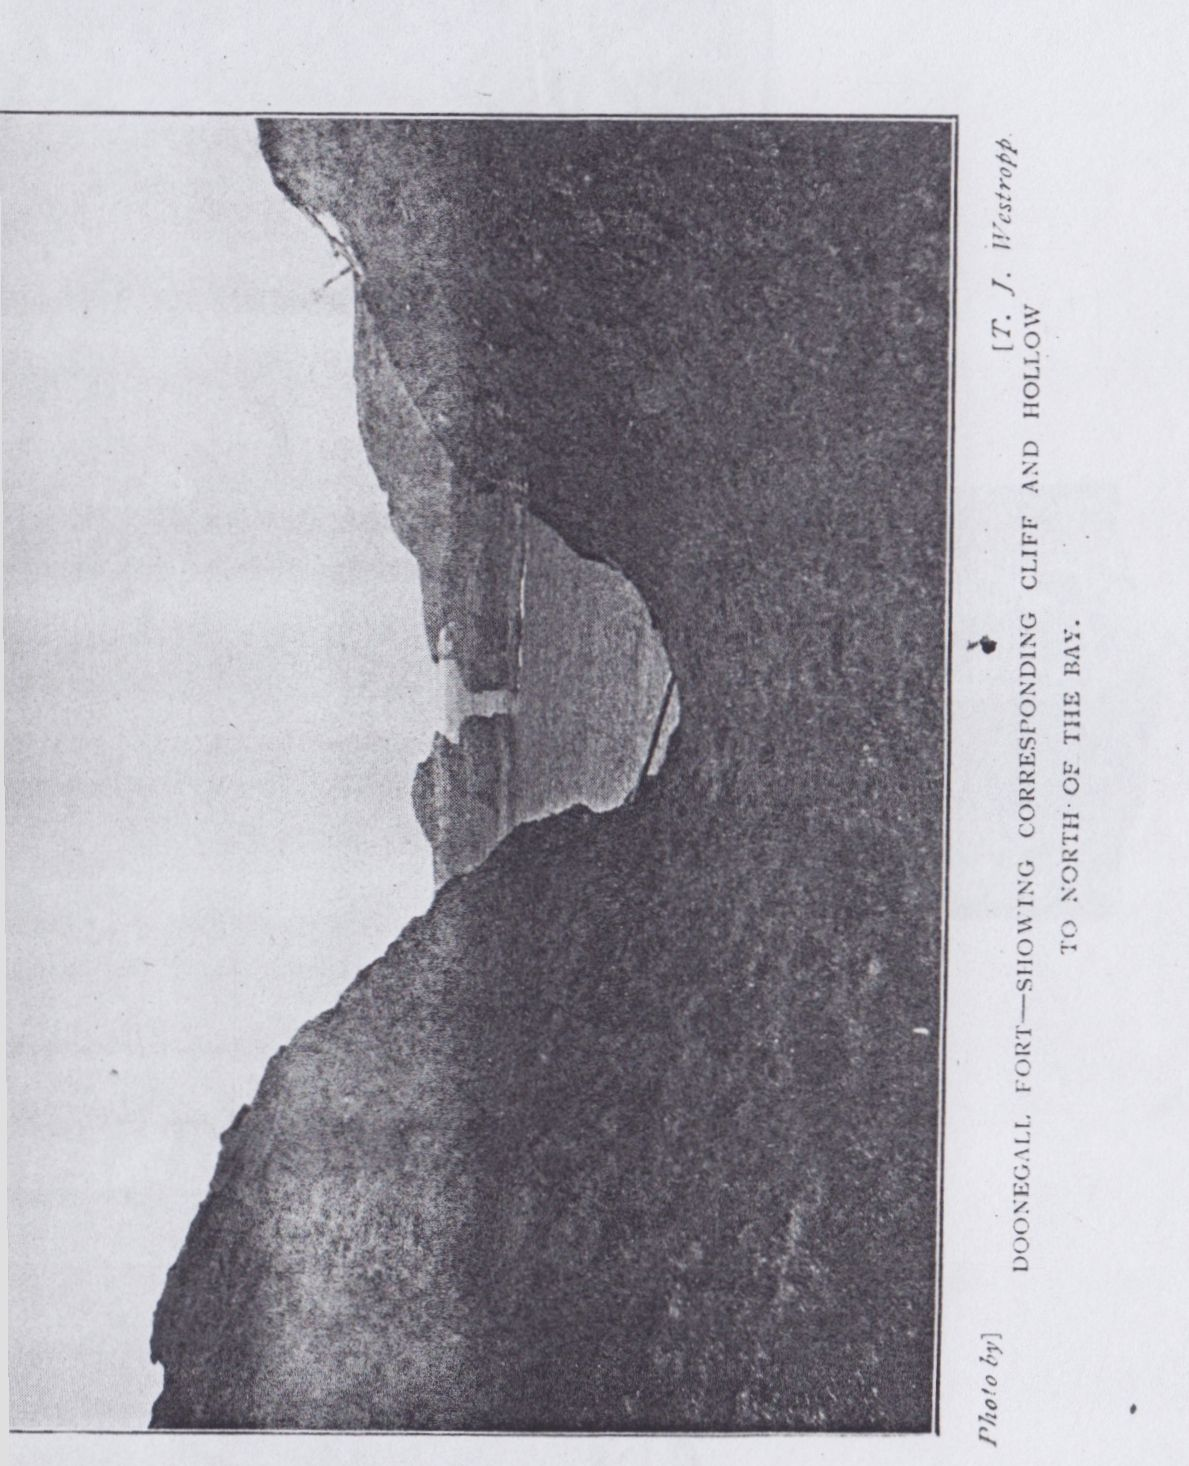 Photo by] [T. J. Westropp.
DOONEGALL FORT—SHOWING CORRESPONDING CLIFF AND HOLLOW
TO NORTH OF THE BAY.